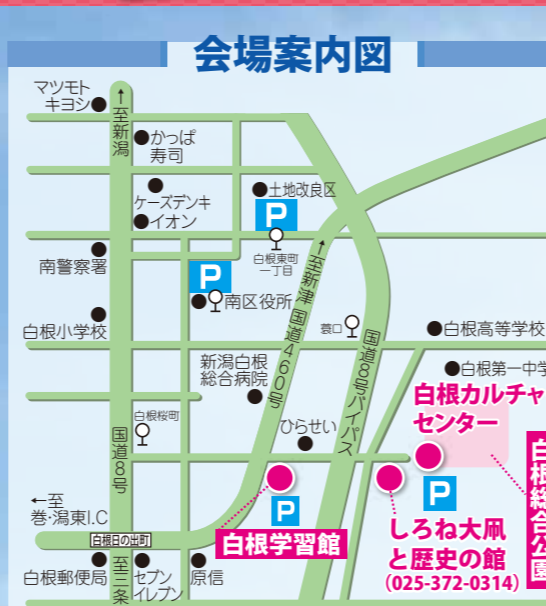 会場案内図
マツモト
キヨシ
↑至新潟
かっぱ
寿司
ケーズデンキ
イオン
土地改良区
P
白根東町
一丁目
南警察署
P
南区役所
↑至新津 国道460号
白根小学校
蓑口
白根高等学校
新潟白根
総合病院
国道8号バイパス
白根第一中学
白根カルチャ
センター
白根桜町
ひらせい
国道8号
白根総合公園
P
P
←至
巻・潟東I.C
白根学習館
しろね大凧
と歴史の館
(025-372-0314)
白根日の出町
白根郵便局
至三条
セブン
イレブン
原信